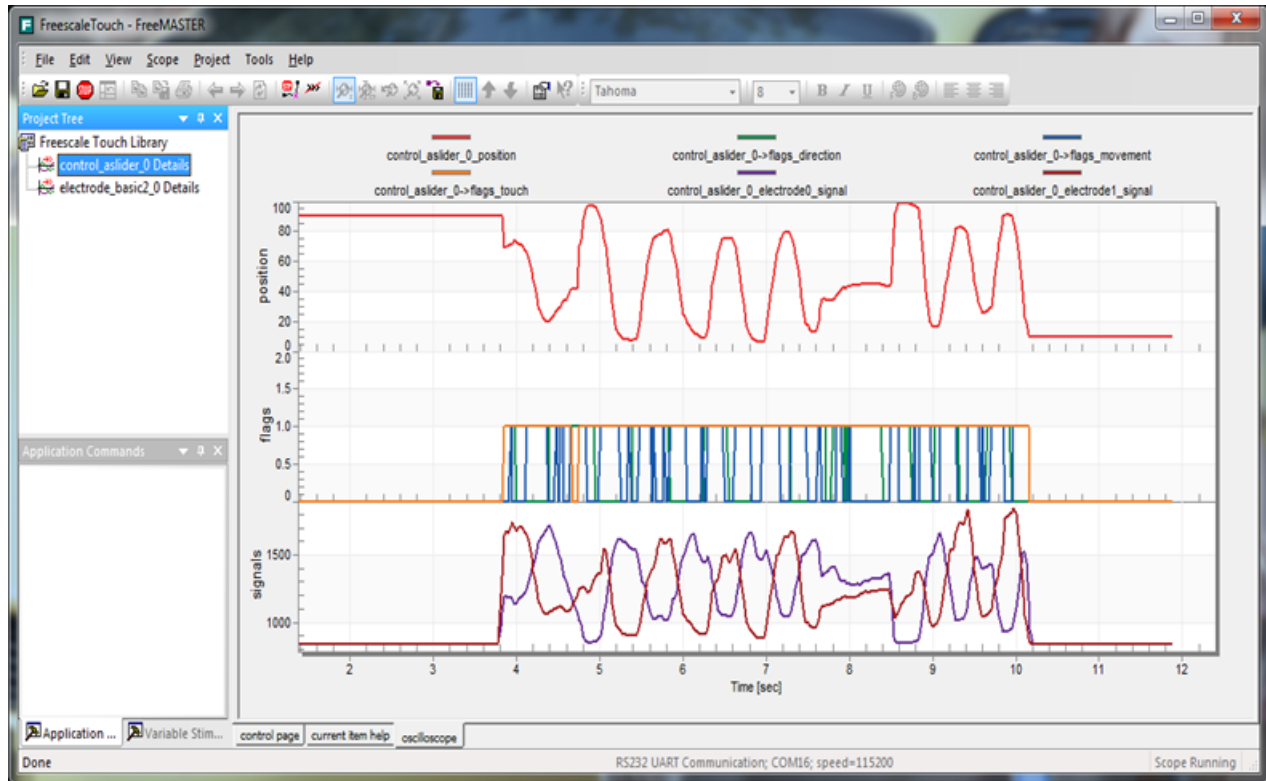 FreescaleTouch - FreeMASTER
File Edit View Scope Project Tools Help
Tahoma 8 B I U
Project Tree
Freescale Touch Library
control_aslider_0 Details
electrode_basic2_0 Details
Application Commands
control_aslider_0_position control_aslider_0->flags_direction control_aslider_0->flags_movement
control_aslider_0->flags_touch control_aslider_0_electrode0_signal control_aslider_0_electrode1_signal
100
80
60
40
20
0
position
2.0
1.5
1.0
0.5
0
flags
1500
1000
signals
2 3 4 5 6 7 8 9 10 11 12
Time [sec]
Application ... Variable Stim...
control page current item help oscilloscope
Done RS232 UART Communication; COM16; speed=115200 Scope Running